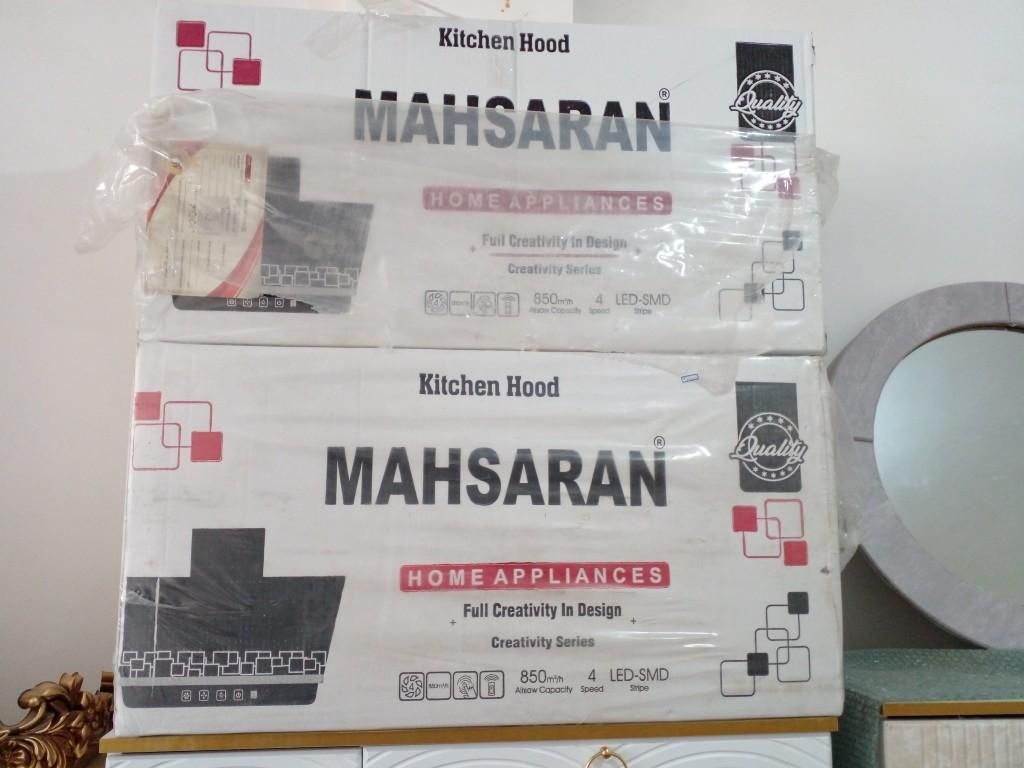 Kitchen Hood
MAHSARAN®
Quality
HOME APPLIANCES
Full Creativity In Design
Creativity Series
850m³/h 4 LED-SMD
Airsow Capacity Speed Stripe
Kitchen Hood
MAHSARAN®
Quality
HOME APPLIANCES
Full Creativity In Design
Creativity Series
850m³/h 4 LED-SMD
Airsow Capacity Speed Stripe